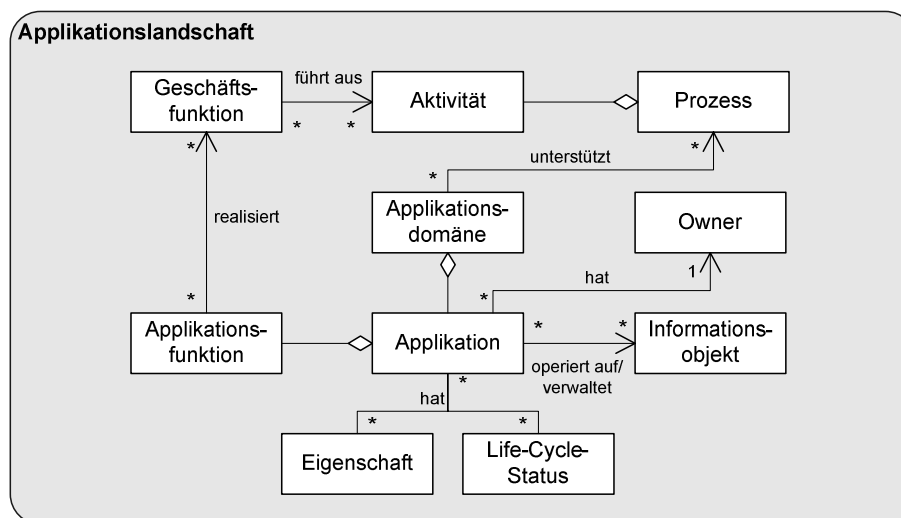 Applikationslandschaft
Geschäfts-
funktion
führt aus
*
*
Aktivität
Prozess
*
*
unterstützt
*
realisiert
Applikations-
domäne
Owner
hat
1
*
*
Applikations-
funktion
Applikation
*
*
operiert auf/
verwaltet
Informations-
objekt
*
hat
*
*
Eigenschaft
Life-Cycle-
Status